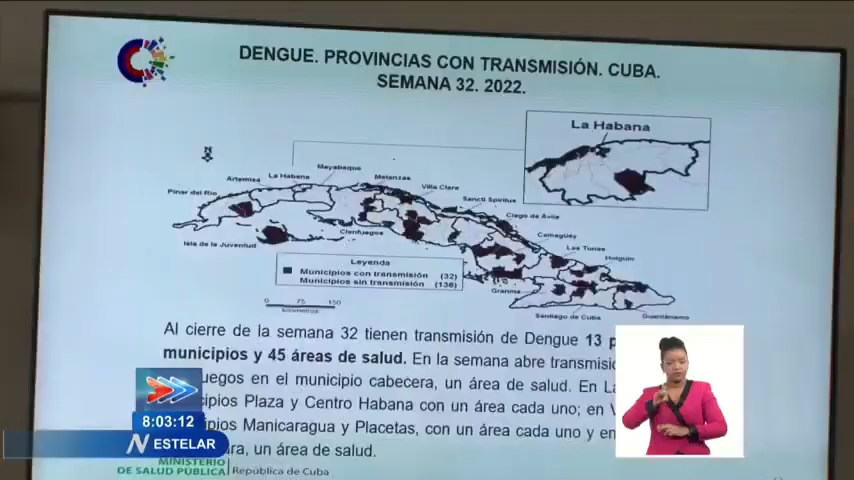 DENGUE. PROVINCIAS CON TRANSMISIÓN. CUBA.
SEMANA 32. 2022.
La Habana
N
Mayabeque
Artemisa
La Habana
Matanzas
Pinar del Río
Villa Clara
Sancti Spíritus
Ciego de Ávila
Cienfuegos
Camagüey
Isla de la Juventud
Las Tunas
Holguín
Leyenda
Municipios con transmisión (32)
Municipios sin transmisión (136)
Granma
0 75 150
kilometros
Santiago de Cuba
Guantánamo
Al cierre de la semana 32 tienen transmisión de Dengue 13
municipios y 45 áreas de salud. En la semana abre
uegos en el municipio cabecera, un área de salud. En
cipios Plaza y Centro Habana con un área cada uno; en
ipios Manicaragua y Placetas, con un área cada uno y en
ra, un área de salud.
8:03:12
N ESTELAR
MINISTERIO
DE SALUD PÚBLICA República de Cuba